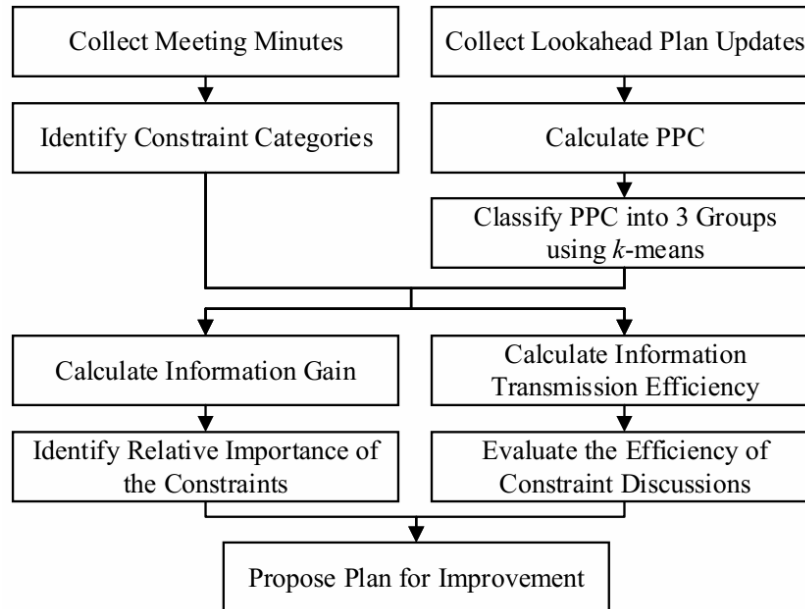 Collect Meeting Minutes
Collect Lookahead Plan Updates
Identify Constraint Categories
Calculate PPC
Classify PPC into 3 Groups
using k-means
Calculate Information Gain
Calculate Information
Transmission Efficiency
Identify Relative Importance of
the Constraints
Evaluate the Efficiency of
Constraint Discussions
Propose Plan for Improvement